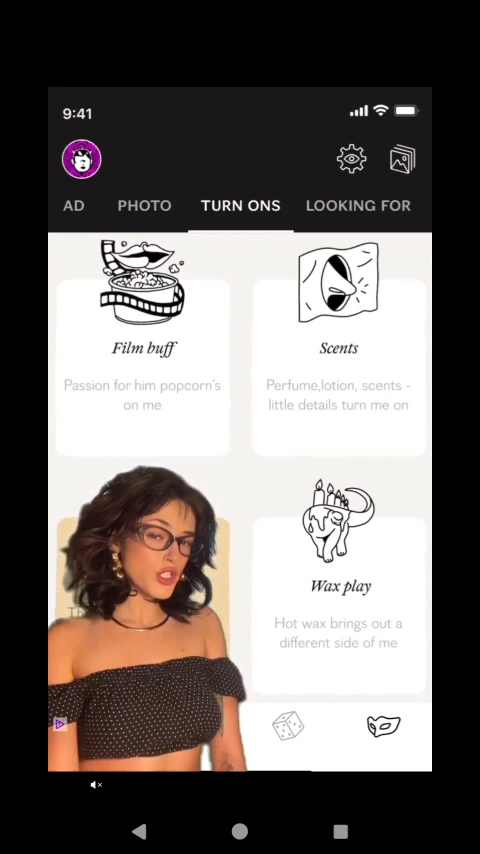 9:41
AD PHOTO TURN ONS LOOKING FOR
Film buff
Passion for him popcorn's
on me
Scents
Perfume,lotion, scents -
little details turn me on
Wax play
Hot wax brings out a
different side of me